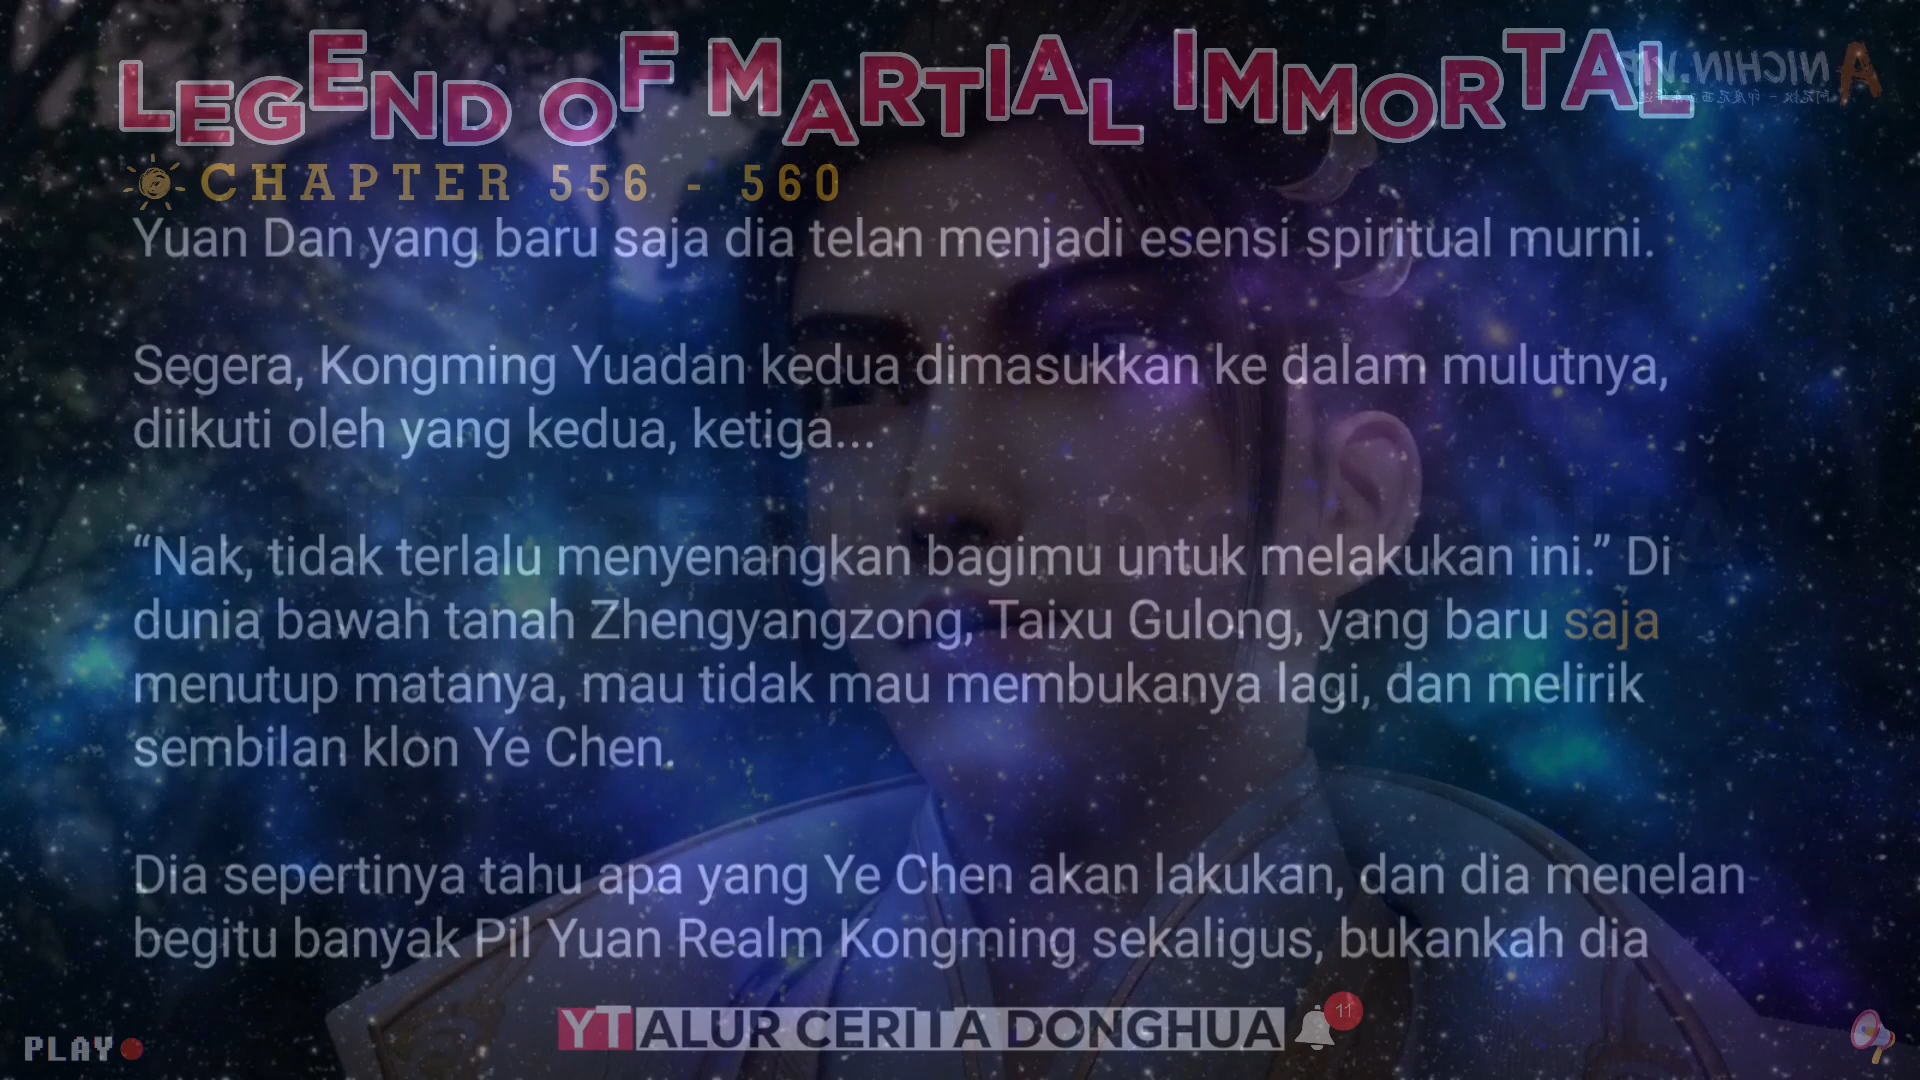 LEGEND OF MARTIAL IMMORTAL
CHAPTER 556 - 560
Yuan Dan yang baru saja dia telan menjadi esensi spiritual murni.
Segera, Kongming Yuadan kedua dimasukkan ke dalam mulutnya,
diikuti oleh yang kedua, ketiga...
“Nak, tidak terlalu menyenangkan bagimu untuk melakukan ini.” Di
dunia bawah tanah Zhengyangzong, Taixu Gulong, yang baru saja
menutup matanya, mau tidak mau membukanya lagi, dan melirik
sembilan klon Ye Chen.
Dia sepertinya tahu apa yang Ye Chen akan lakukan, dan dia menelan
begitu banyak Pil Yuan Realm Kongming sekaligus, bukankah dia
YT ALUR CERITA DONGHUA
11
PLAY